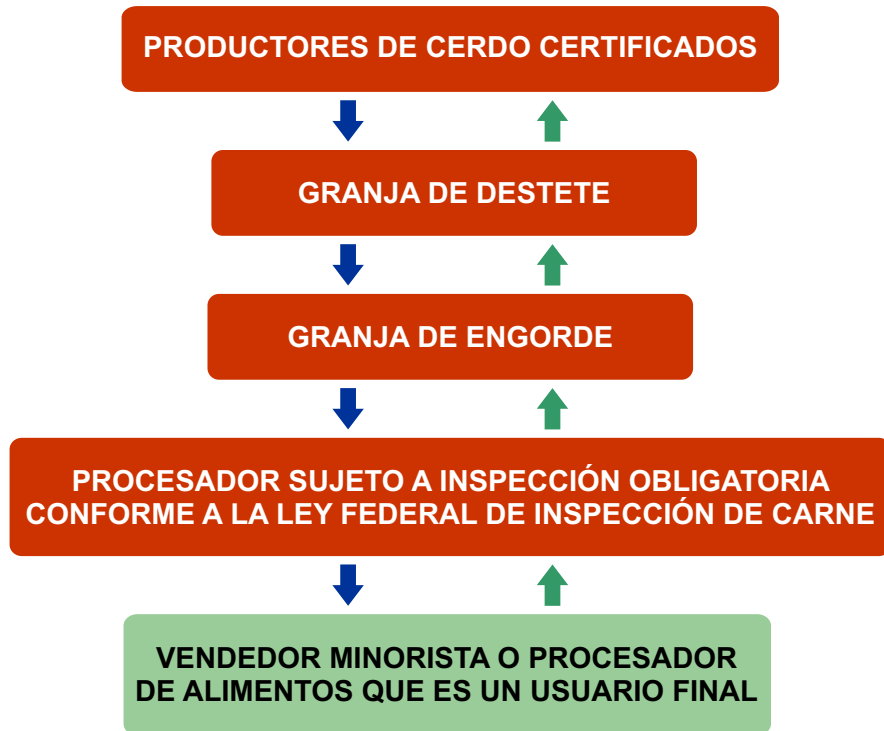 PRODUCTORES DE CERDO CERTIFICADOS
GRANJA DE DESTETE
GRANJA DE ENGORDE
PROCESADOR SUJETO A INSPECCIÓN OBLIGATORIA
CONFORME A LA LEY FEDERAL DE INSPECCIÓN DE CARNE
VENDEDOR MINORISTA O PROCESADOR
DE ALIMENTOS QUE ES UN USUARIO FINAL